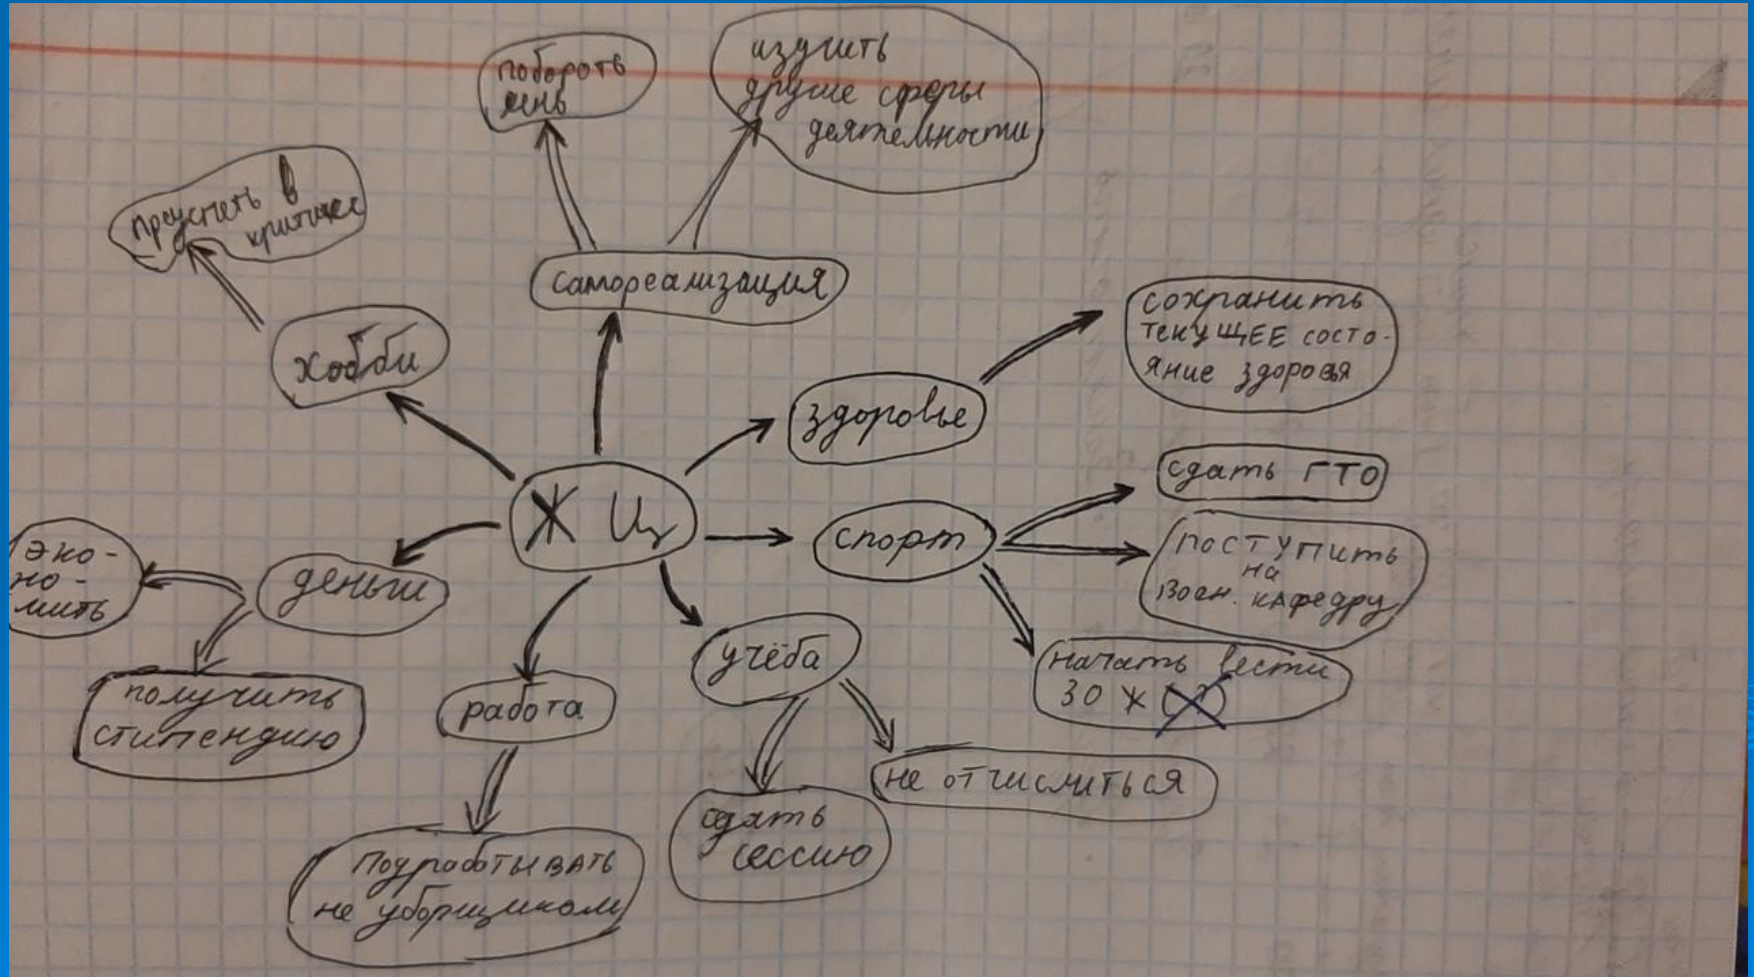 побороть
лень
изучить
другие сферы
деятельности
преуспеть в
критике
самореализация
хобби
сохранить
текущЕЕ состо-
яние здоровья
здоровье
Ж Ц
сдать ГТО
спорт
поступить
на
воен. кафедру
начать вести
ЗОЖ (?)
эко-
но-
мить
деньги
получить
стипендию
работа
учёба
не отчислиться
сдать
сессию
Подрабатывать
не уборщиком